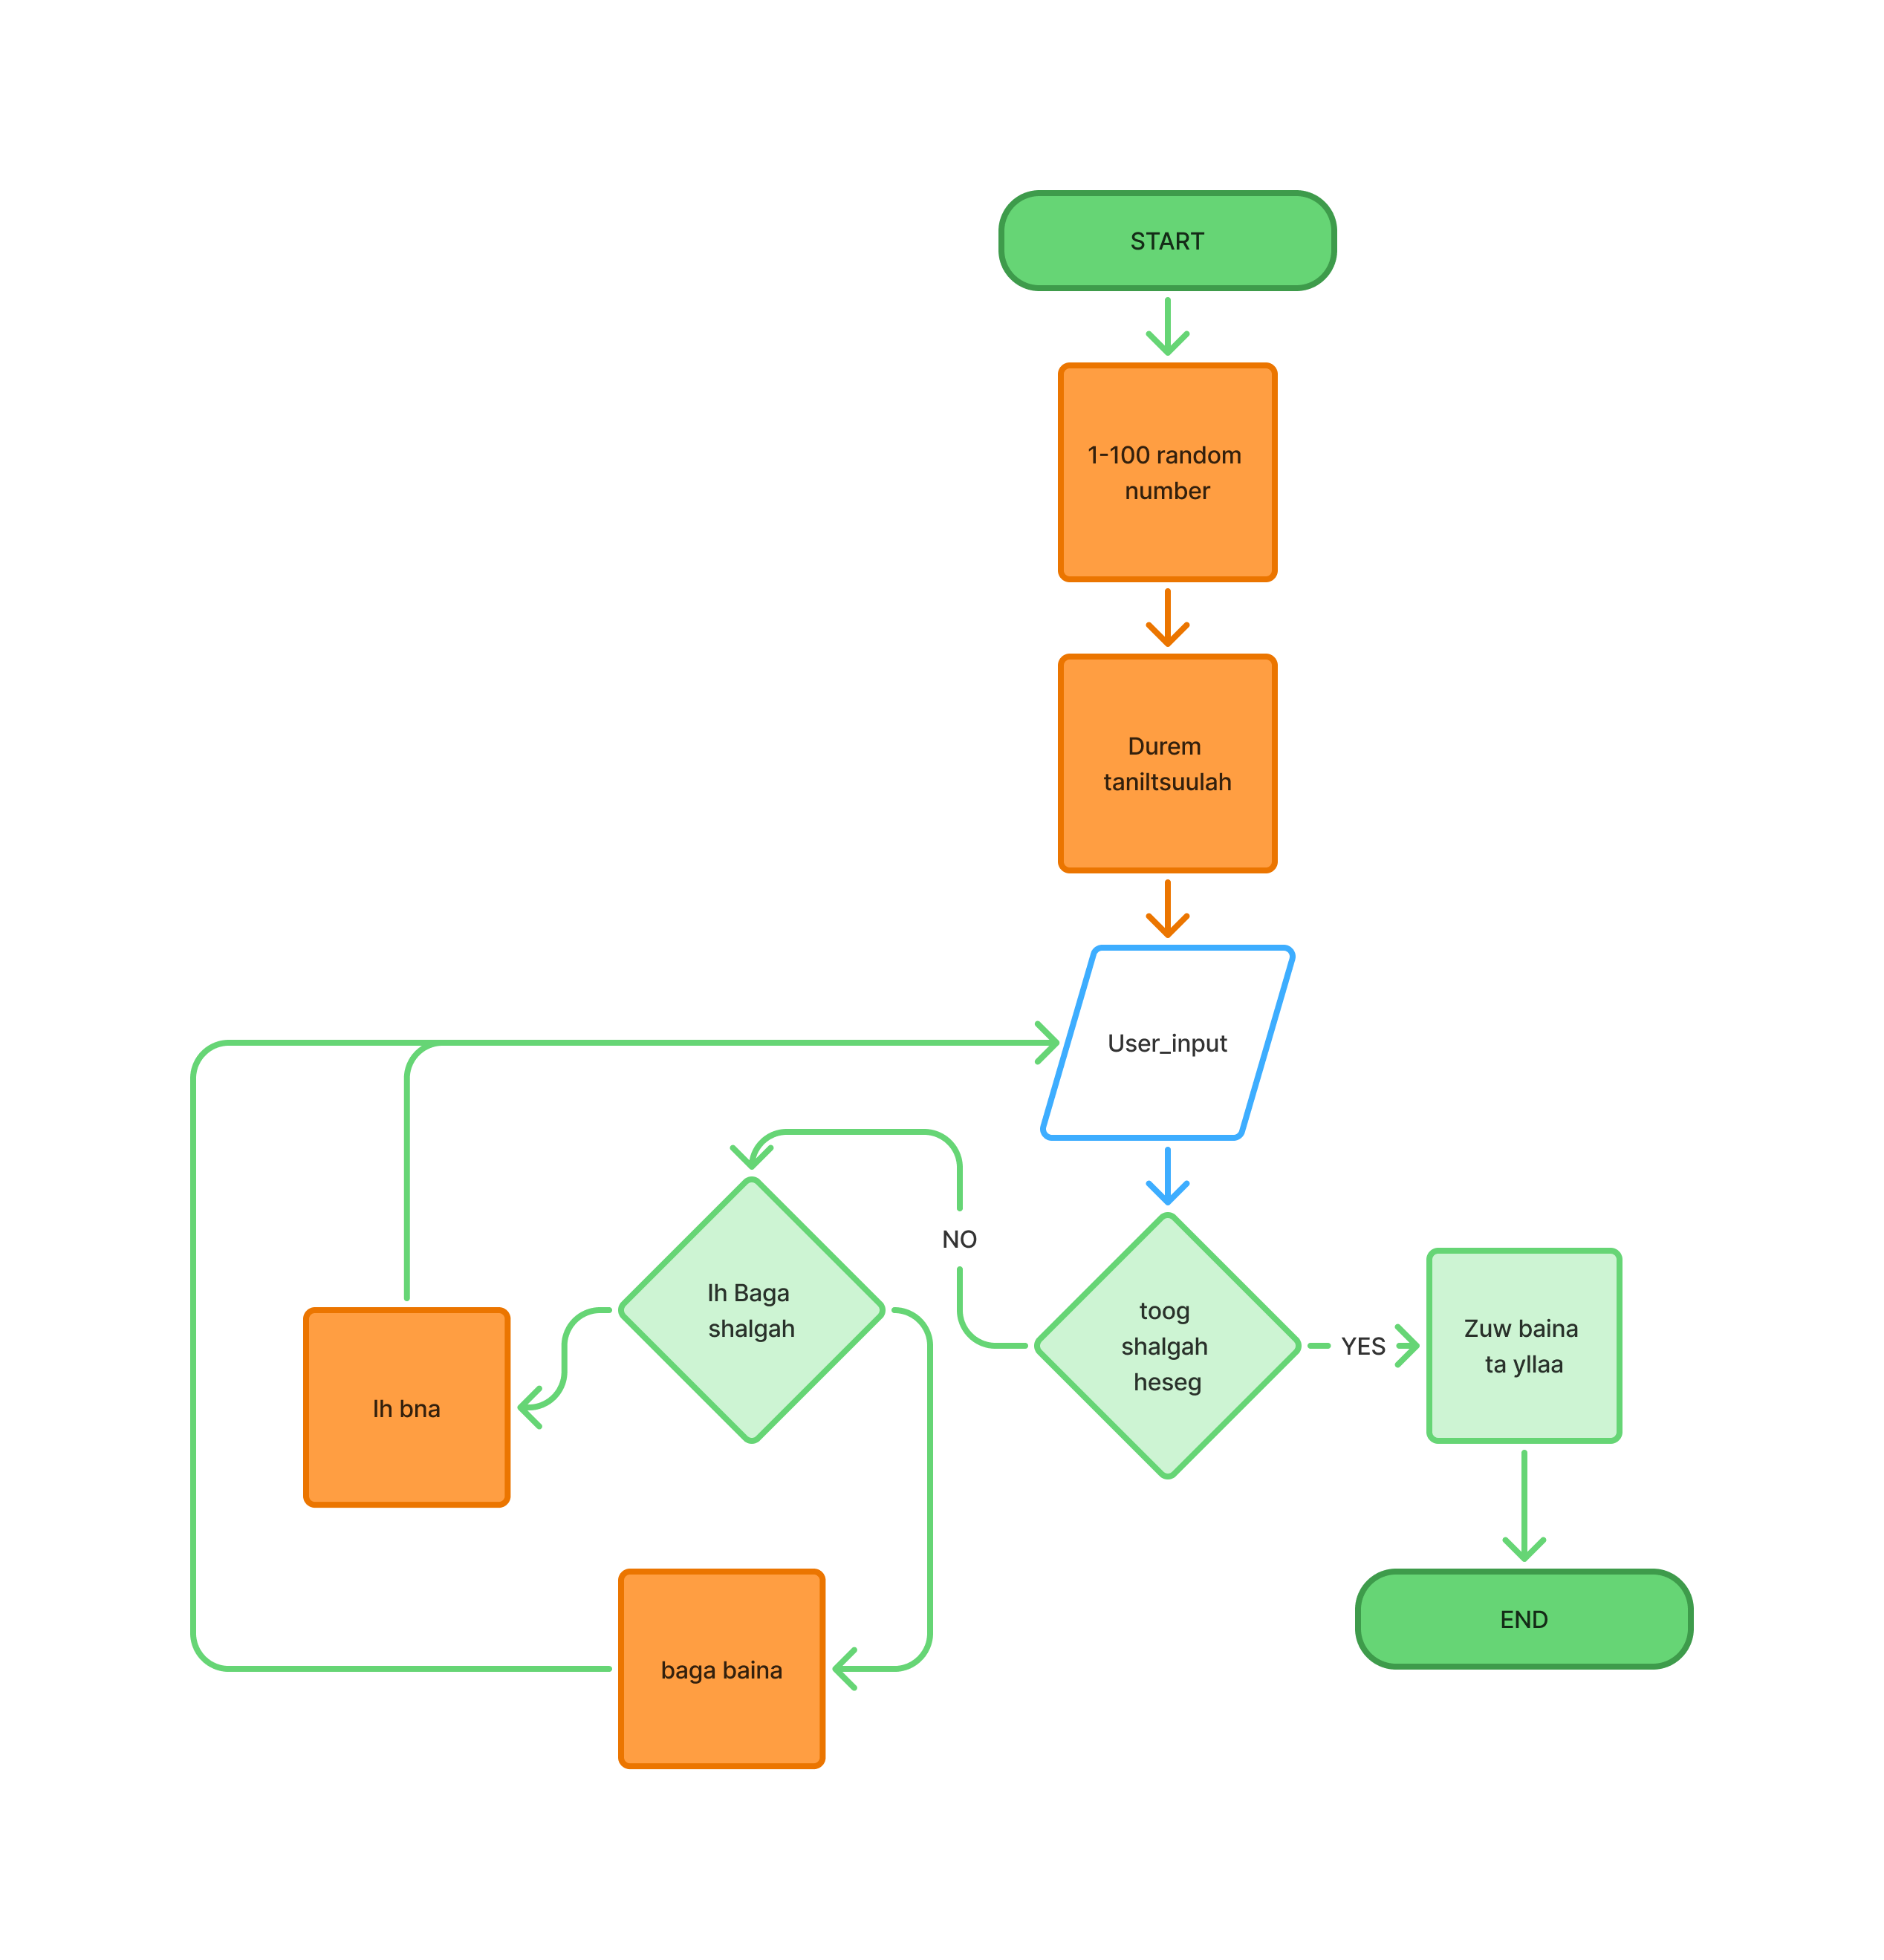 START
1-100 random
number
Durem
taniltsuulah
User_input
NO
Ih Baga
shalgah
toog
shalgah
heseg
YES
Zuw baina
ta yllaa
Ih bna
baga baina
END